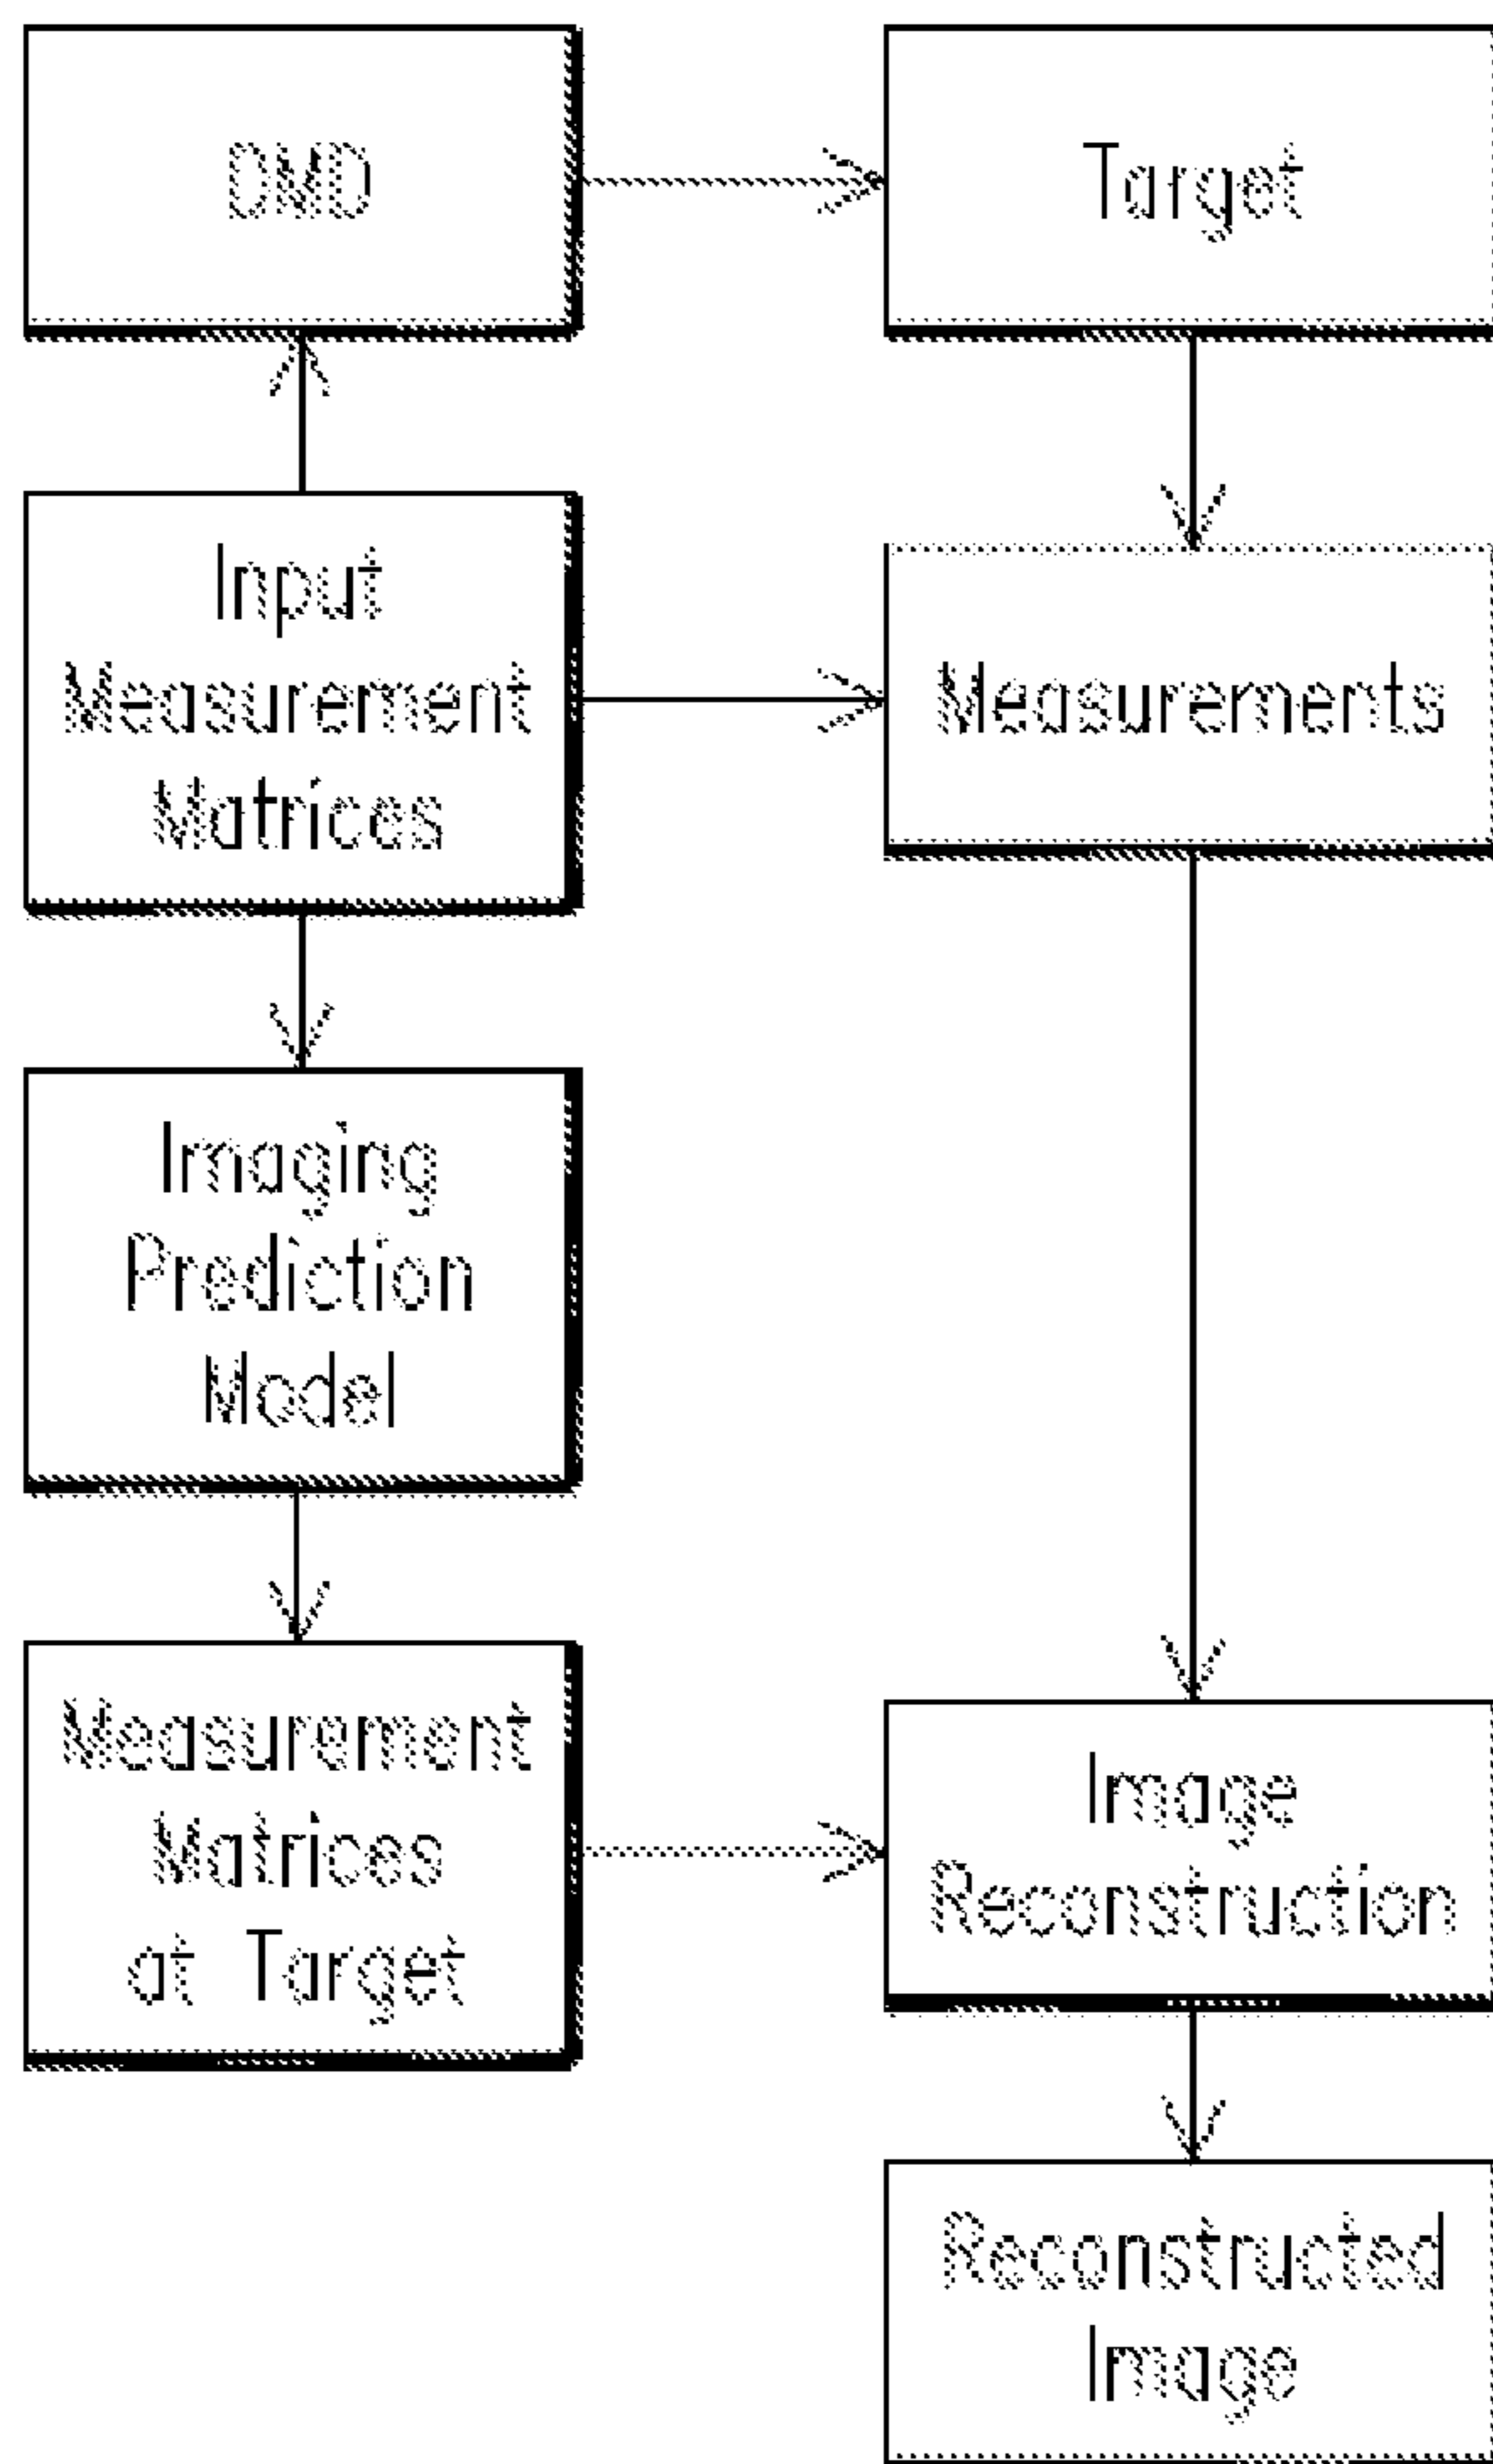 DMD
Target
Input
Measurement
Matrices
Measurements
Imaging
Prediction
Model
Measurement
Matrices
at Target
Image
Reconstruction
Reconstructed
Image